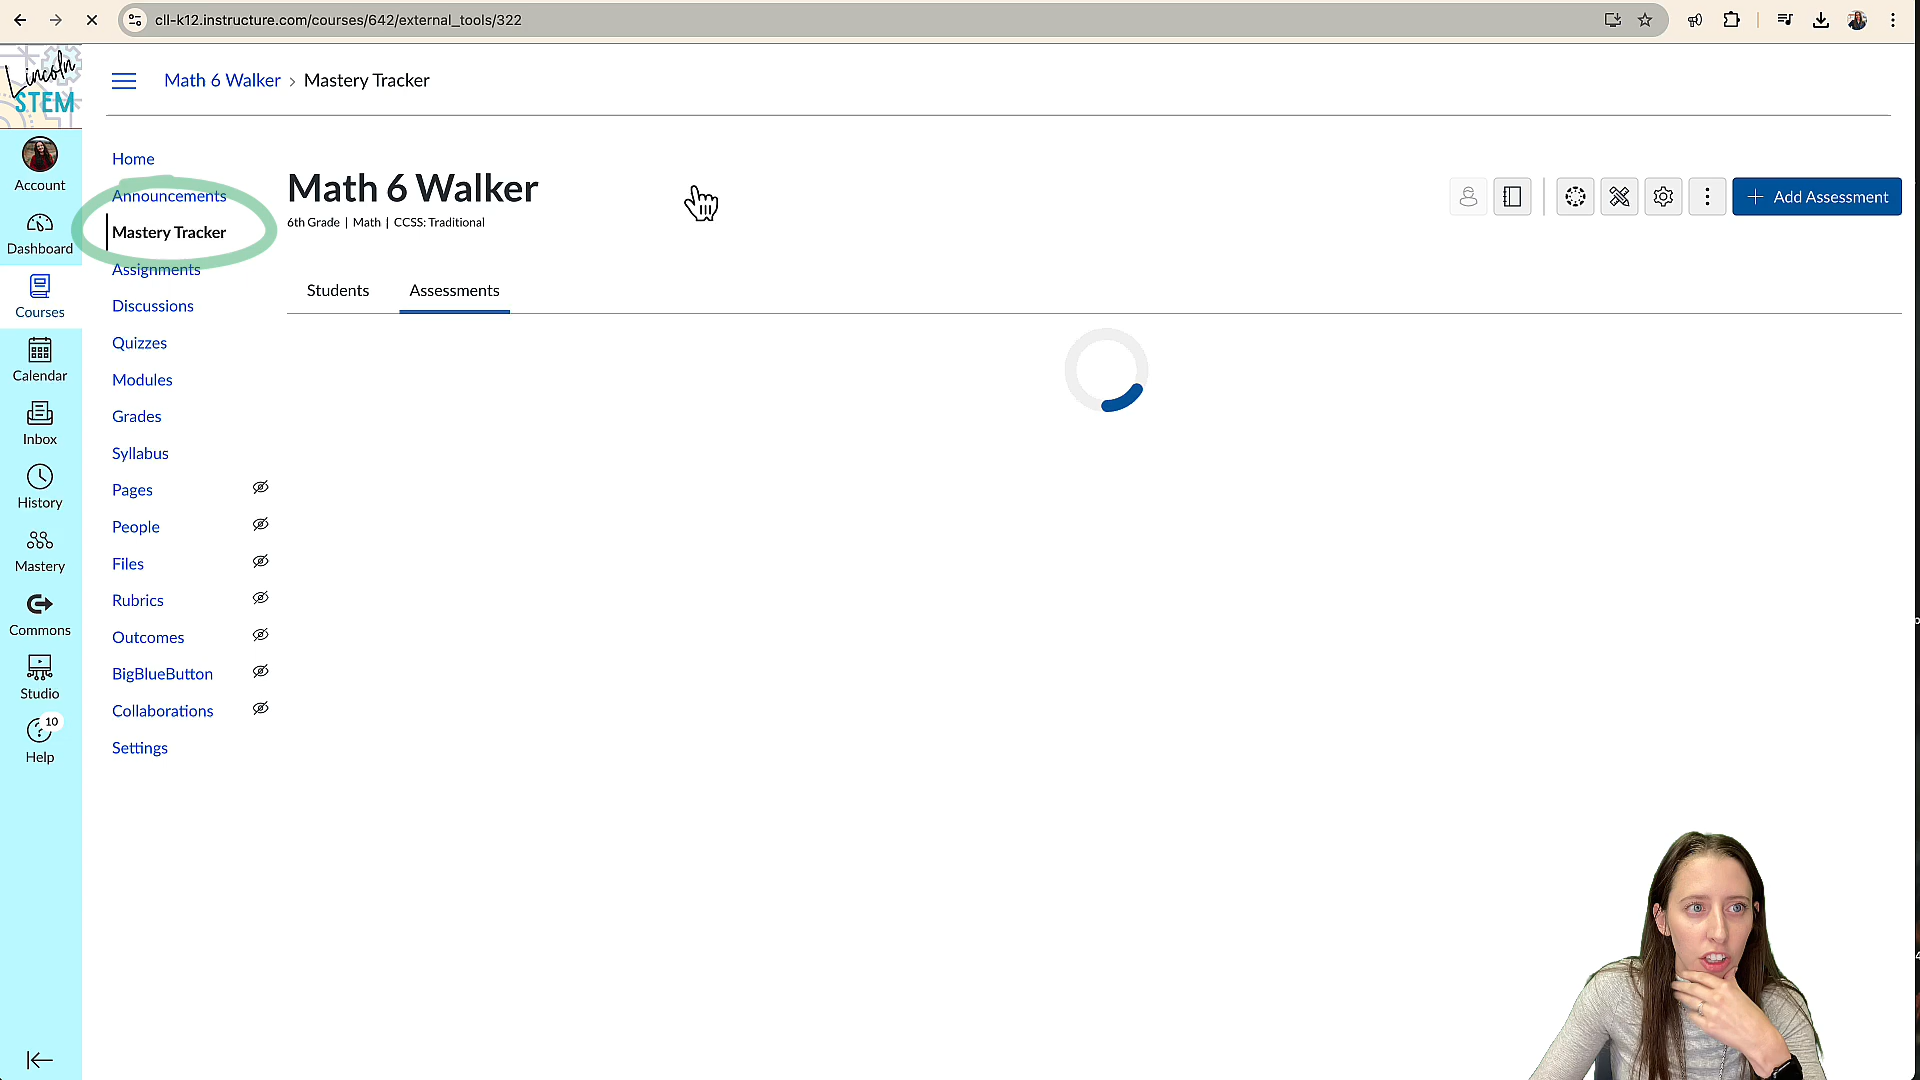 cll-k12.instructure.com/courses/642/external_tools/322
Lincoln
STEM
Account
Dashboard
Courses
Calendar
Inbox
History
Mastery
Commons
Studio
10
Help
Math 6 Walker > Mastery Tracker
Home
Announcements
Mastery Tracker
Assignments
Discussions
Quizzes
Modules
Grades
Syllabus
Pages
People
Files
Rubrics
Outcomes
BigBlueButton
Collaborations
Settings
Math 6 Walker
6th Grade | Math | CCSS: Traditional
Add Assessment
Students
Assessments